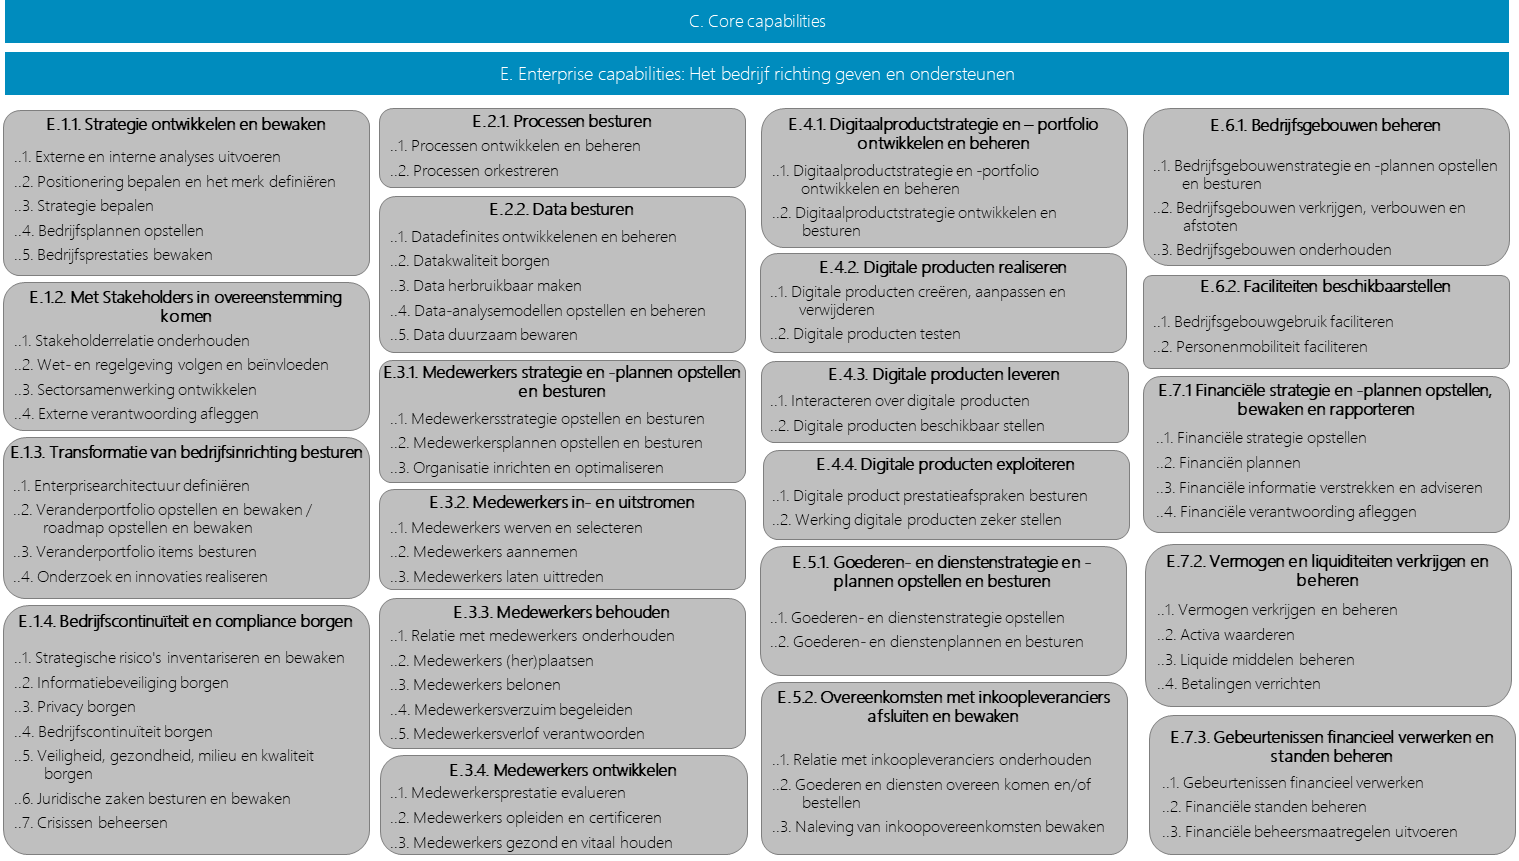 C. Core capabilities
E. Enterprise capabilities: Het bedrijf richting geven en ondersteunen
E.1.1. Strategie ontwikkelen en bewaken
..1. Externe en interne analyses uitvoeren
..2. Positionering bepalen en het merk definiëren
..3. Strategie bepalen
..4. Bedrijfsplannen opstellen
..5. Bedrijfsprestaties bewaken
E.1.2. Met Stakeholders in overeenstemming
komen
..1. Stakeholderrelatie onderhouden
..2. Wet- en regelgeving volgen en beïnvloeden
..3. Sectorsamenwerking ontwikkelen
..4. Externe verantwoording afleggen
E.1.3. Transformatie van bedrijfsinrichting besturen
..1. Enterprisearchitectuur definiëren
..2. Veranderportfolio opstellen en bewaken /
roadmap opstellen en bewaken
..3. Veranderportfolio items besturen
..4. Onderzoek en innovaties realiseren
E.1.4. Bedrijfscontinuïteit en compliance borgen
..1. Strategische risico's inventariseren en bewaken
..2. Informatiebeveiliging borgen
..3. Privacy borgen
..4. Bedrijfscontinuïteit borgen
..5. Veiligheid, gezondheid, milieu en kwaliteit
borgen
..6. Juridische zaken besturen en bewaken
..7. Crisissen beheersen
E.2.1. Processen besturen
..1. Processen ontwikkelen en beheren
..2. Processen orkestreren
E.2.2. Data besturen
..1. Datadefinites ontwikkelenen en beheren
..2. Datakwaliteit borgen
..3. Data herbruikbaar maken
..4. Data-analysemodellen opstellen en beheren
..5. Data duurzaam bewaren
E.3.1. Medewerkers strategie en -plannen opstellen
en besturen
..1. Medewerkersstrategie opstellen en besturen
..2. Medewerkersplannen opstellen en besturen
..3. Organisatie inrichten en optimaliseren
E.3.2. Medewerkers in- en uitstromen
..1. Medewerkers werven en selecteren
..2. Medewerkers aannemen
..3. Medewerkers laten uittreden
E.3.3. Medewerkers behouden
..1. Relatie met medewerkers onderhouden
..2. Medewerkers (her)plaatsen
..3. Medewerkers belonen
..4. Medewerkersverzuim begeleiden
..5. Medewerkersverlof verantwoorden
E.3.4. Medewerkers ontwikkelen
..1. Medewerkersprestatie evalueren
..2. Medewerkers opleiden en certificeren
..3. Medewerkers gezond en vitaal houden
E.4.1. Digitaalproductstrategie en – portfolio
ontwikkelen en beheren
..1. Digitaalproductstrategie en -portfolio
ontwikkelen en beheren
..2. Digitaalproductstrategie ontwikkelen en
besturen
E.4.2. Digitale producten realiseren
..1. Digitale producten creëren, aanpassen en
verwijderen
..2. Digitale producten testen
E.4.3. Digitale producten leveren
..1. Interacteren over digitale producten
..2. Digitale producten beschikbaar stellen
E.4.4. Digitale producten exploiteren
..1. Digitale product prestatieafspraken besturen
..2. Werking digitale producten zeker stellen
E.5.1. Goederen- en dienstenstrategie en -
plannen opstellen en besturen
..1. Goederen- en dienstenstrategie opstellen
..2. Goederen- en dienstenplannen en besturen
E.5.2. Overeenkomsten met inkoopleveranciers
afsluiten en bewaken
..1. Relatie met inkoopleveranciers onderhouden
..2. Goederen en diensten overeen komen en/of
bestellen
..3. Naleving van inkoopovereenkomsten bewaken
E.6.1. Bedrijfsgebouwen beheren
..1. Bedrijfsgebouwenstrategie en -plannen opstellen
en besturen
..2. Bedrijfsgebouwen verkrijgen, verbouwen en
afstoten
..3. Bedrijfsgebouwen onderhouden
E.6.2. Faciliteiten beschikbaarstellen
..1. Bedrijfsgebouwgebruik faciliteren
..2. Personenmobiliteit faciliteren
E.7.1 Financiële strategie en -plannen opstellen,
bewaken en rapporteren
..1. Financiële strategie opstellen
..2. Financiën plannen
..3. Financiële informatie verstrekken en adviseren
..4. Financiële verantwoording afleggen
E.7.2. Vermogen en liquiditeiten verkrijgen en
beheren
..1. Vermogen verkrijgen en beheren
..2. Activa waarderen
..3. Liquide middelen beheren
..4. Betalingen verrichten
E.7.3. Gebeurtenissen financieel verwerken en
standen beheren
..1. Gebeurtenissen financieel verwerken
..2. Financiële standen beheren
..3. Financiële beheersmaatregelen uitvoeren